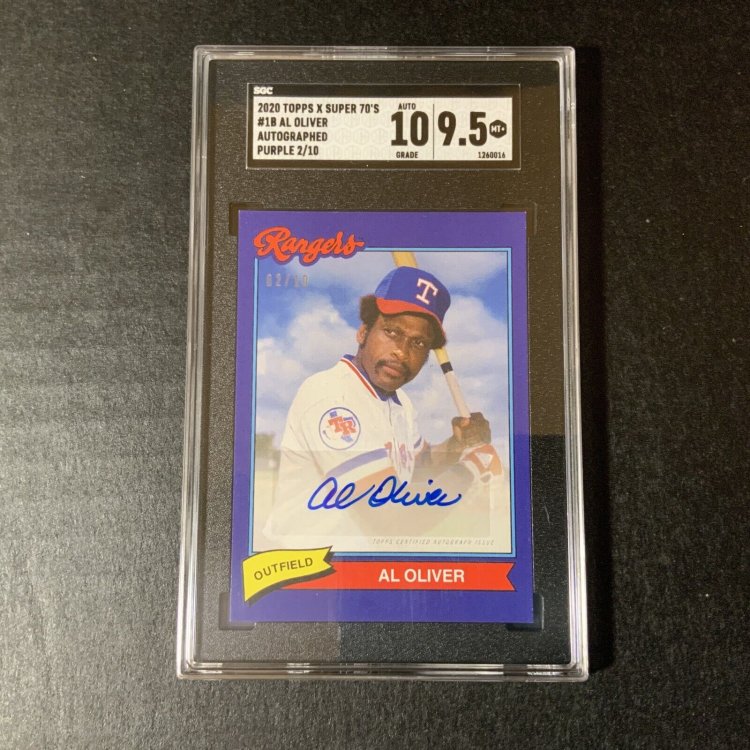 SGC
2020 TOPPS X SUPER 70'S
#1B AL OLIVER
AUTOGRAPHED
PURPLE 2/10
AUTO
10
GRADE
9.5
MT+
1260016
Rangers
02/10
T
TR
Al Oliver
TOPPS CERTIFIED AUTOGRAPH ISSUE
OUTFIELD
AL OLIVER